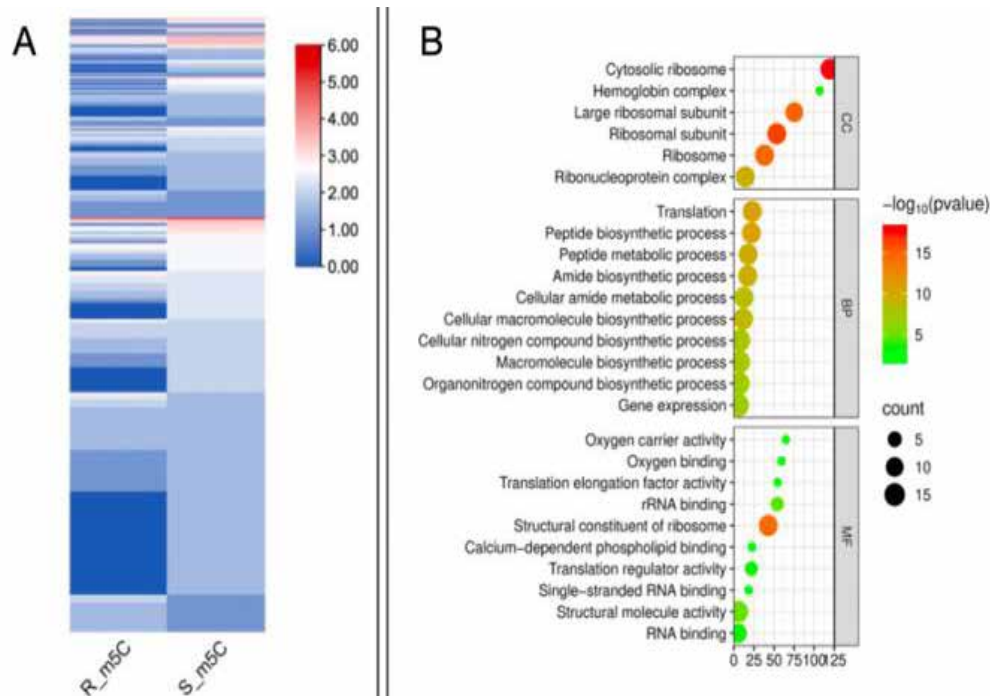 A
6.00
5.00
4.00
3.00
2.00
1.00
0.00
R_m5C
S_m5C
B
Cytosolic ribosome
Hemoglobin complex
Large ribosomal subunit
Ribosomal subunit
Ribosome
Ribonucleoprotein complex
CC
Translation
Peptide biosynthetic process
Peptide metabolic process
Amide biosynthetic process
Cellular amide metabolic process
Cellular macromolecule biosynthetic process
Cellular nitrogen compound biosynthetic process
Macromolecule biosynthetic process
Organonitrogen compound biosynthetic process
Gene expression
BP
Oxygen carrier activity
Oxygen binding
Translation elongation factor activity
rRNA binding
Structural constituent of ribosome
Calcium−dependent phospholipid binding
Translation regulator activity
Single−stranded RNA binding
Structural molecule activity
RNA binding
MF
0 25 50 75 100 125
−log10(pvalue)
15
10
5
count
5
10
15